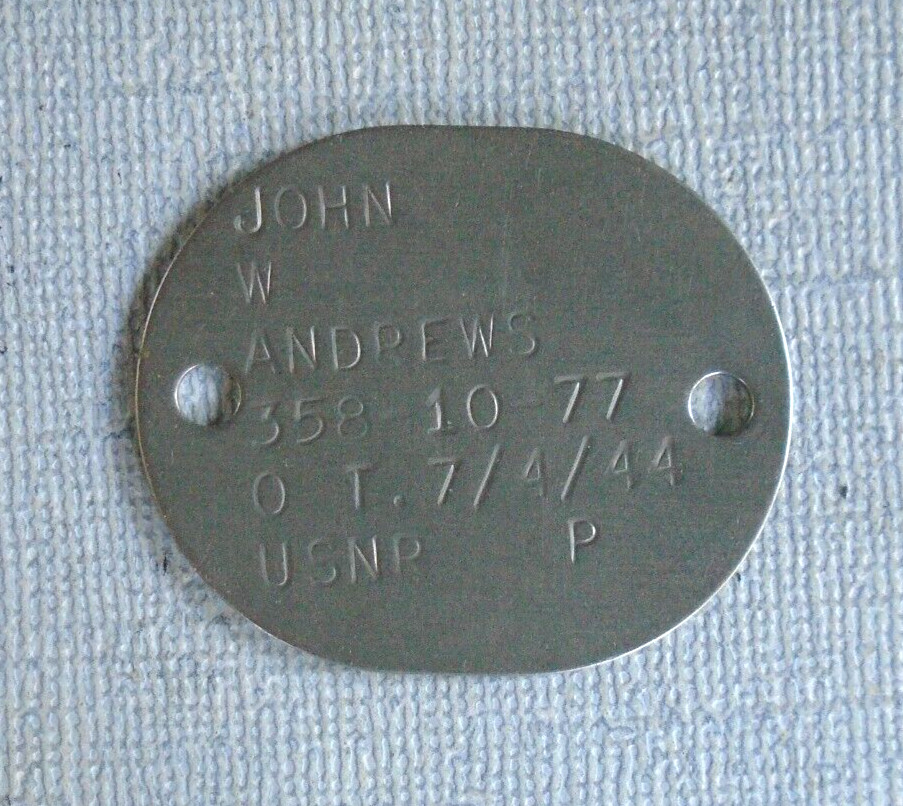 JOHN
W
ANDREWS
358-10-77
O T. 7/4/44
USNR P